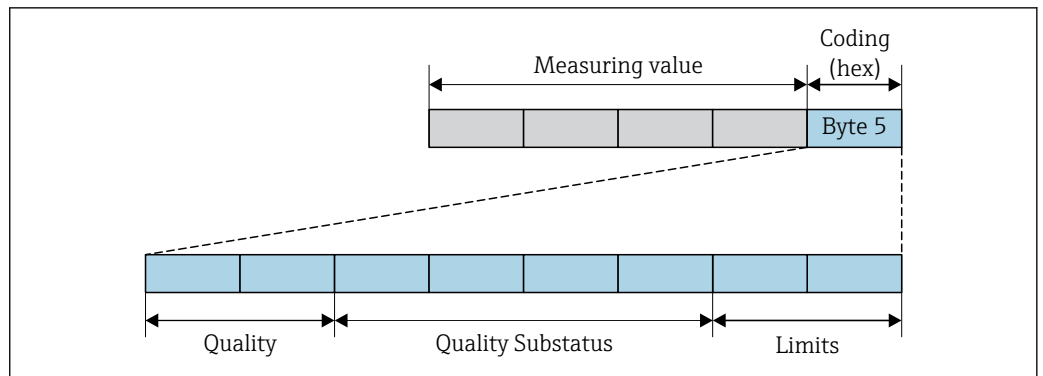 Coding
(hex)
Measuring value
Byte 5
Quality
Quality Substatus
Limits